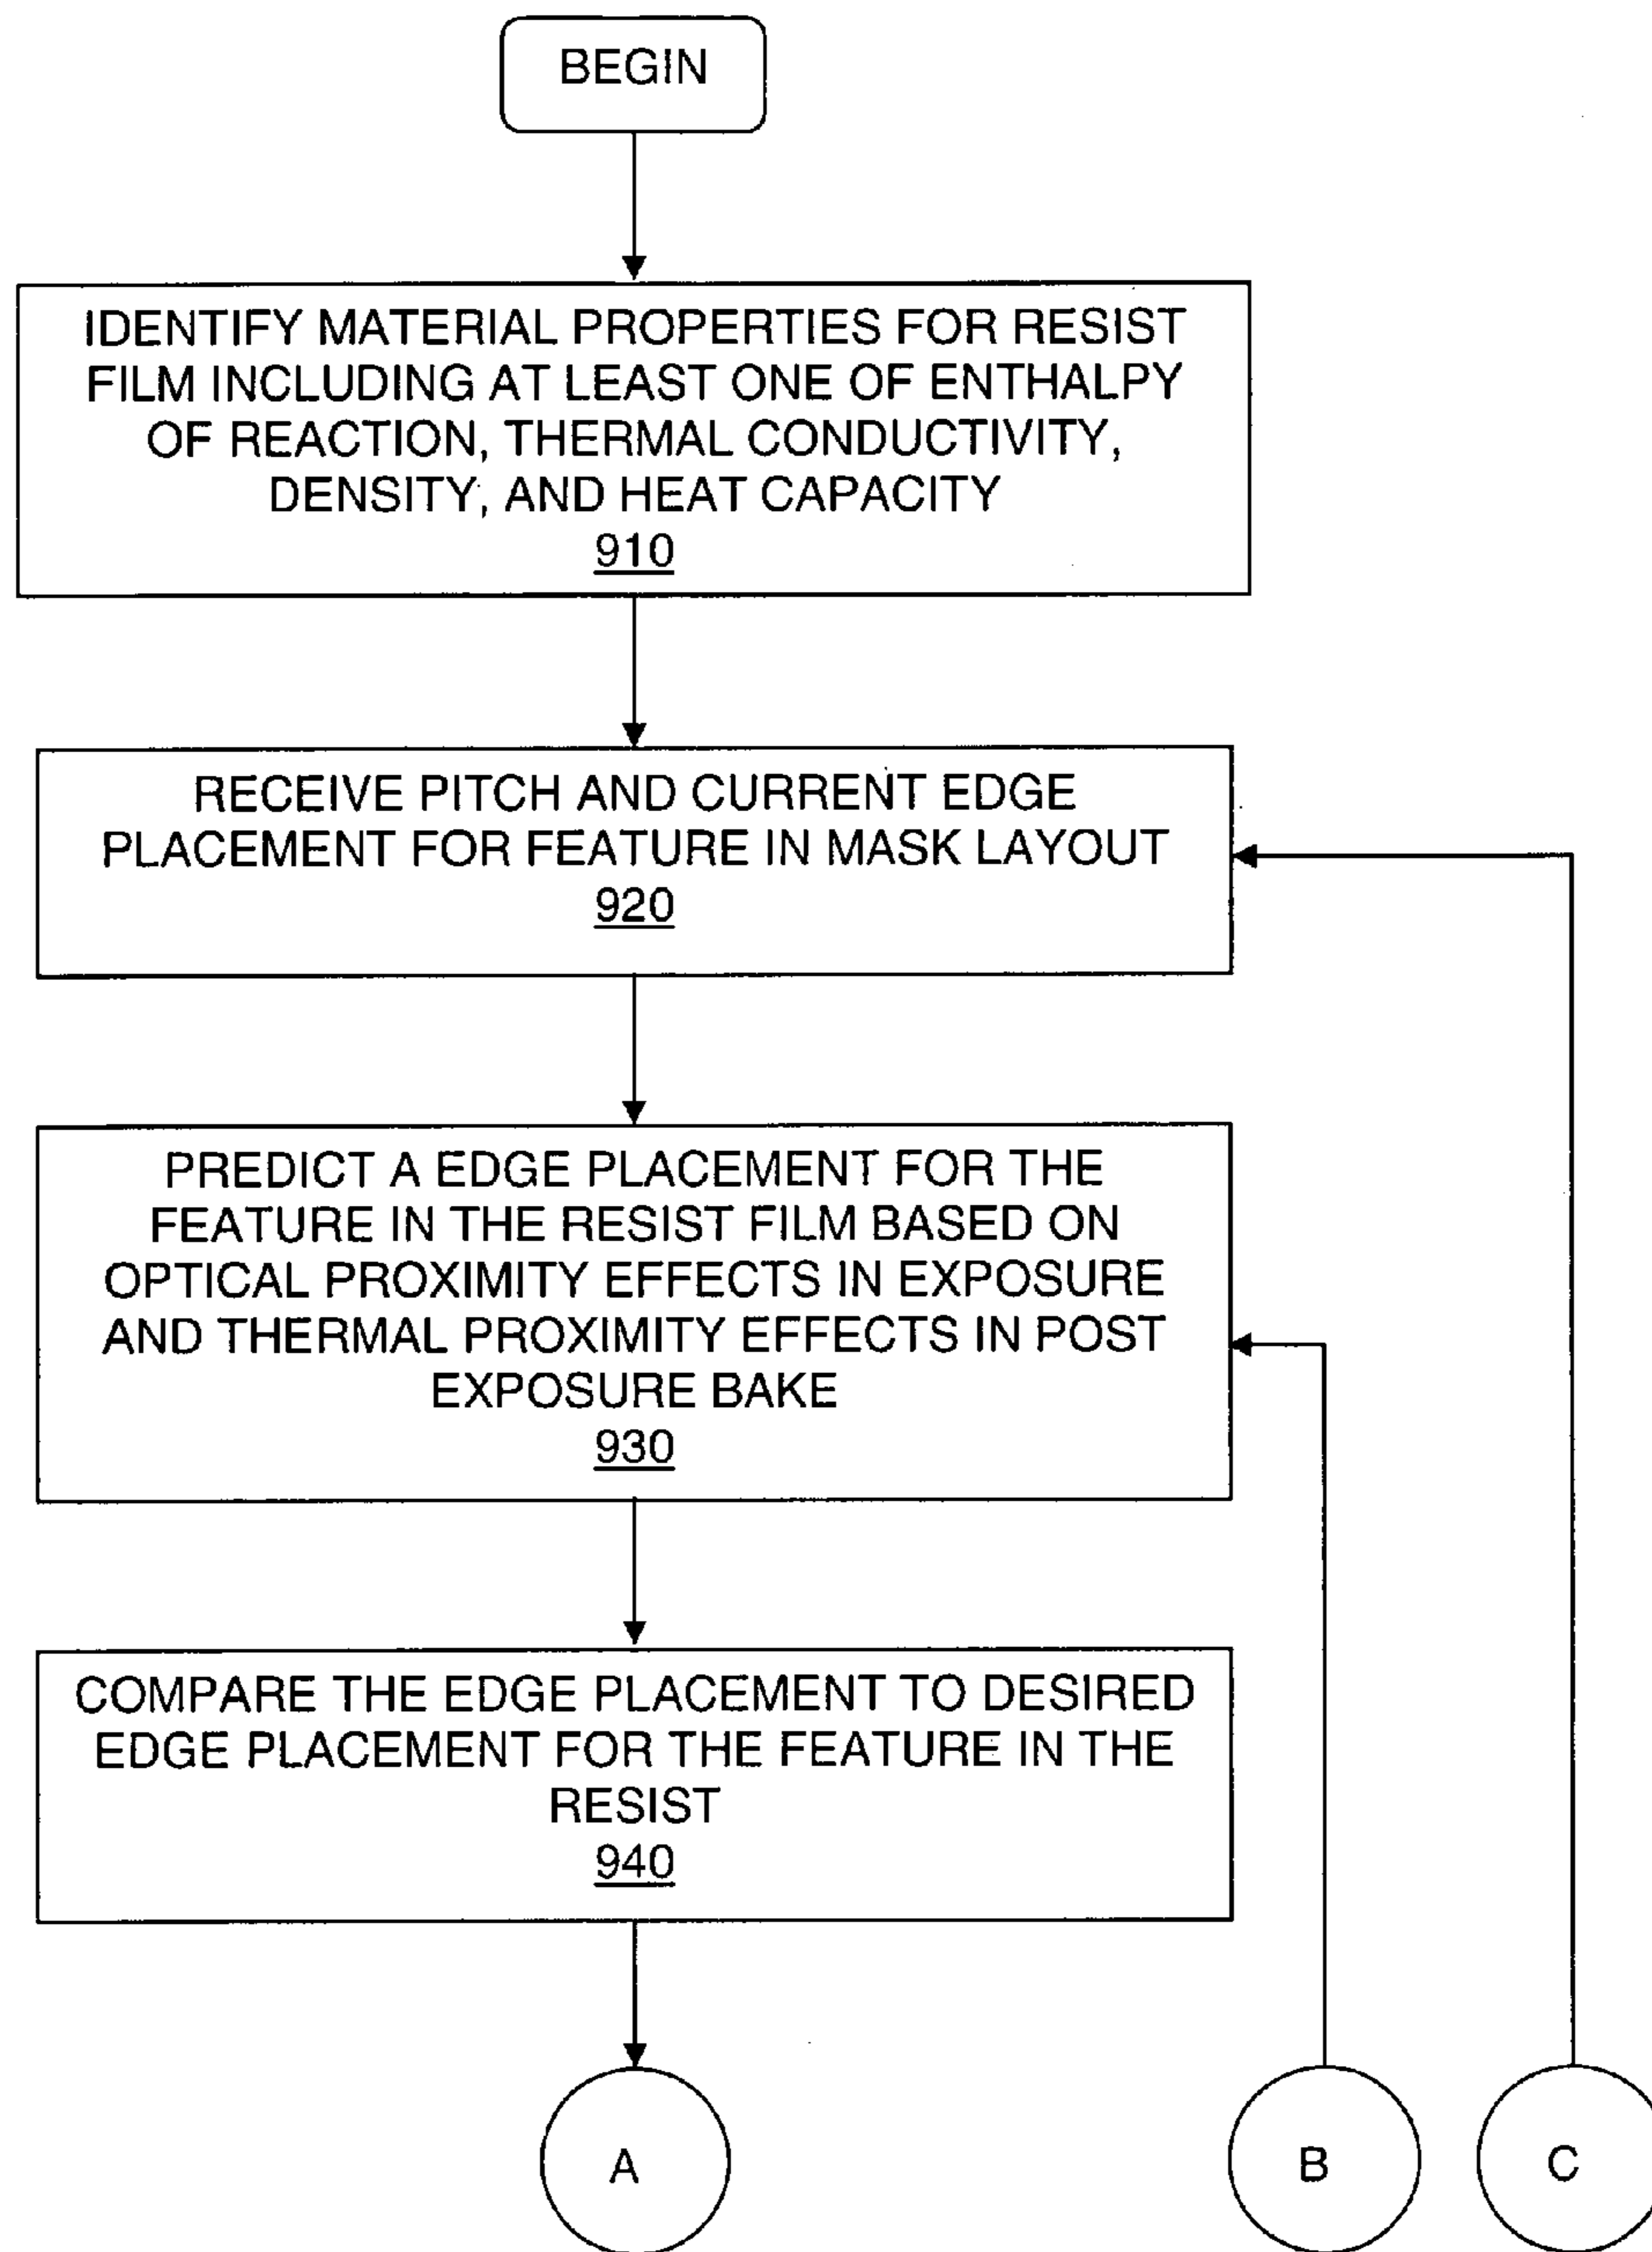 BEGIN
IDENTIFY MATERIAL PROPERTIES FOR RESIST
FILM INCLUDING AT LEAST ONE OF ENTHALPY
OF REACTION, THERMAL CONDUCTIVITY,
DENSITY, AND HEAT CAPACITY
910
RECEIVE PITCH AND CURRENT EDGE
PLACEMENT FOR FEATURE IN MASK LAYOUT
920
PREDICT A EDGE PLACEMENT FOR THE
FEATURE IN THE RESIST FILM BASED ON
OPTICAL PROXIMITY EFFECTS IN EXPOSURE
AND THERMAL PROXIMITY EFFECTS IN POST
EXPOSURE BAKE
930
COMPARE THE EDGE PLACEMENT TO DESIRED
EDGE PLACEMENT FOR THE FEATURE IN THE
RESIST
940
A
B
C